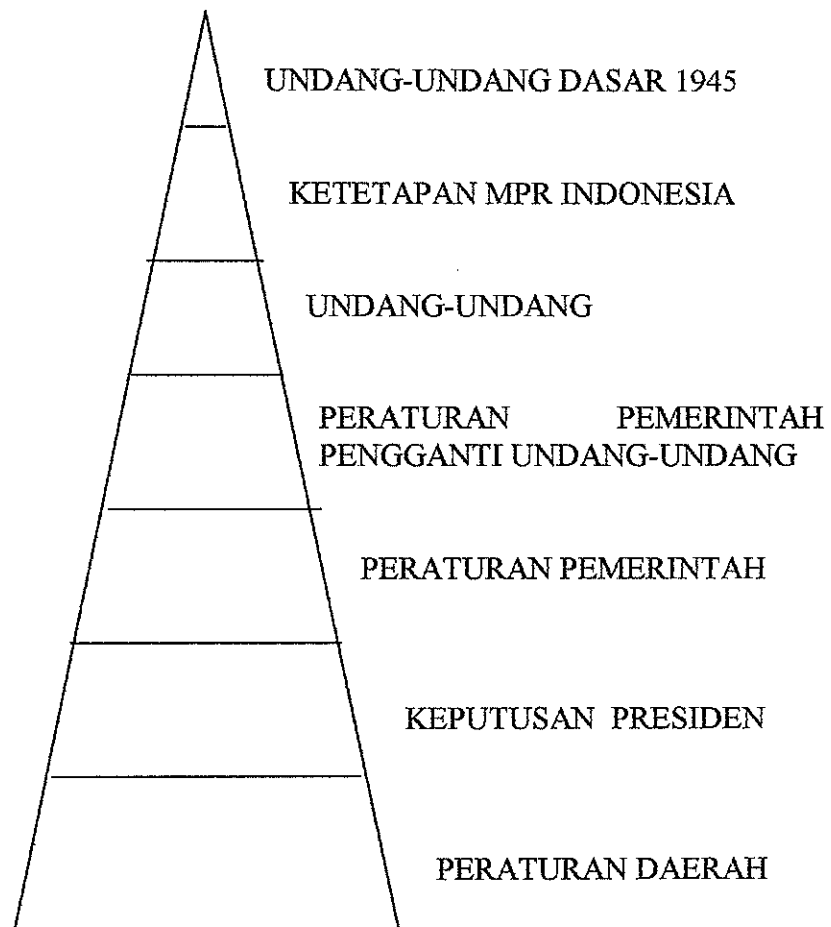 UNDANG-UNDANG DASAR 1945
KETETAPAN MPR INDONESIA
UNDANG-UNDANG
PERATURAN PEMERINTAH
PENGGANTI UNDANG-UNDANG
PERATURAN PEMERINTAH
KEPUTUSAN PRESIDEN
PERATURAN DAERAH